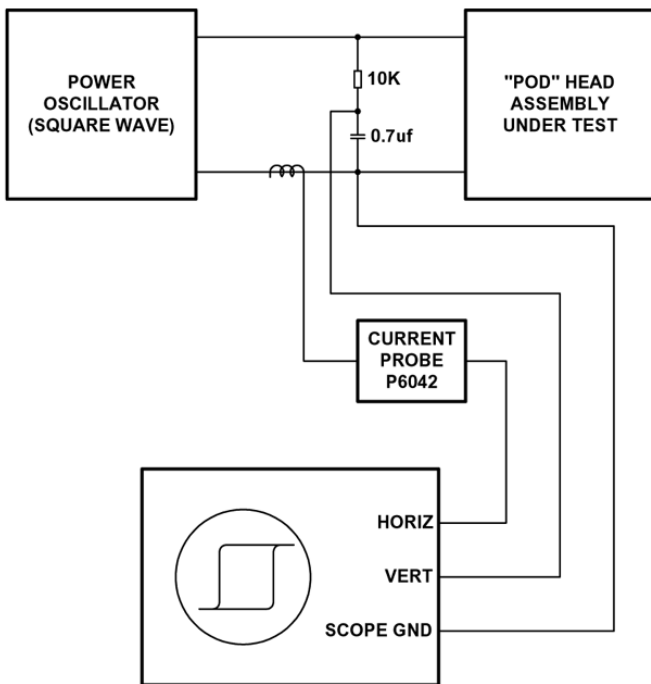 POWER
OSCILLATOR
(SQUARE WAVE)
10K
0.7uf
"POD" HEAD
ASSEMBLY
UNDER TEST
CURRENT
PROBE
P6042
HORIZ
VERT
SCOPE GND